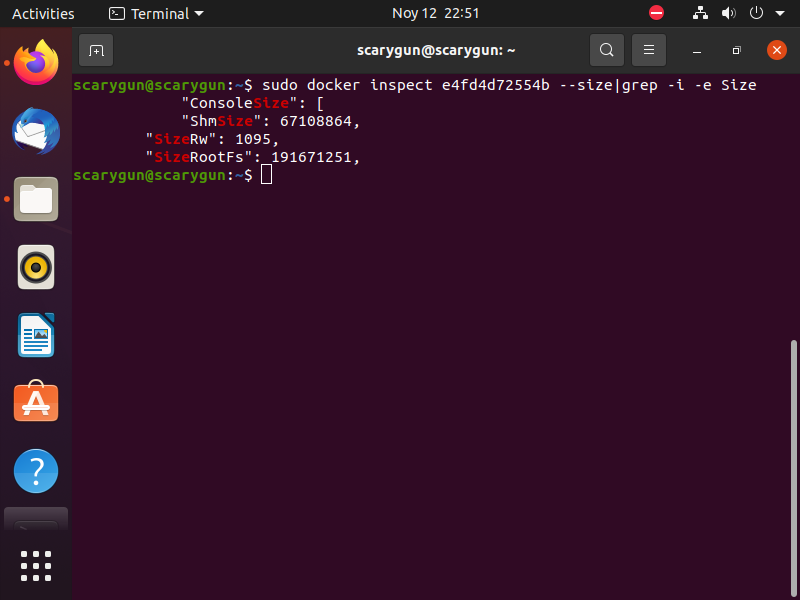 Activities Terminal Nov 12 22:51
scarygun@scarygun: ~
scarygun@scarygun:~$ sudo docker inspect e4fd4d72554b --size|grep -i -e Size
"ConsoleSize": [
"ShmSize": 67108864,
"SizeRw": 1095,
"SizeRootFs": 191671251,
scarygun@scarygun:~$